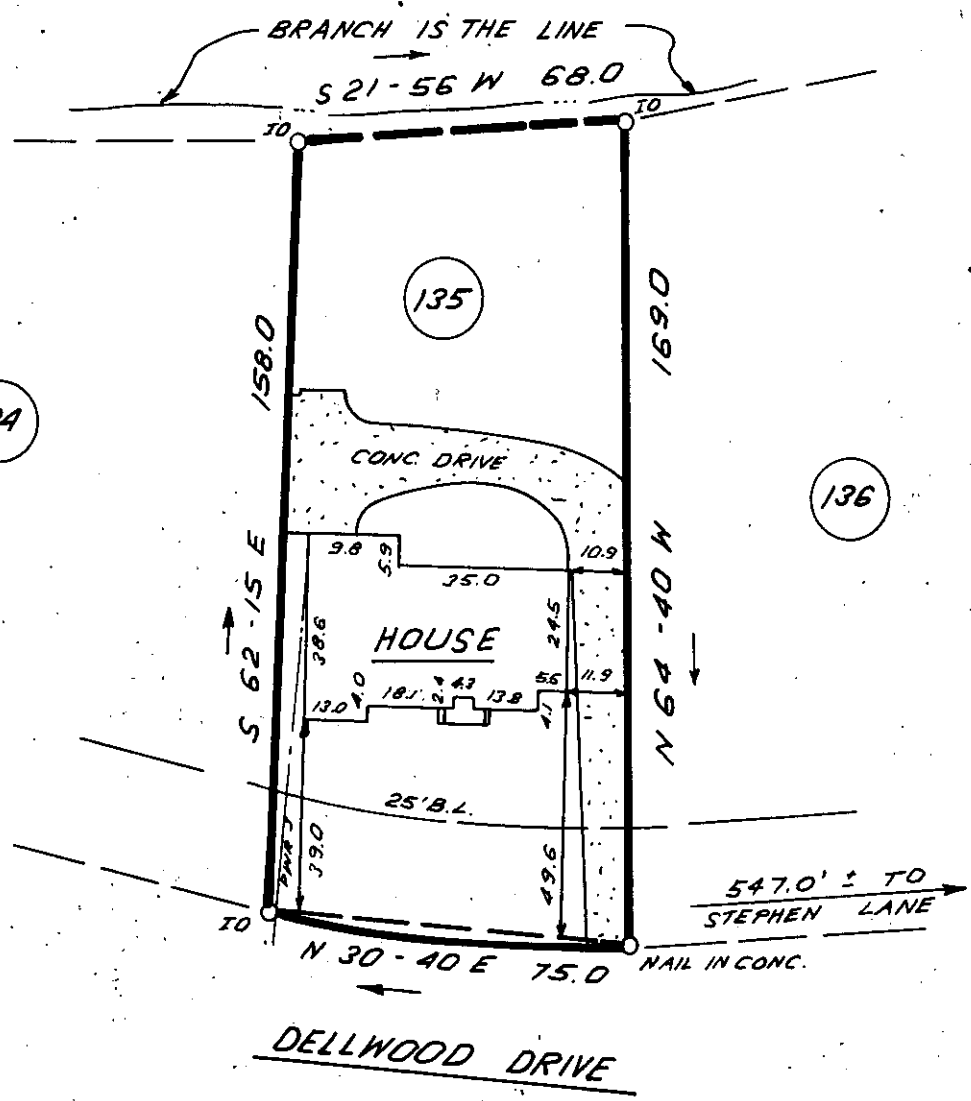 BRANCH IS THE LINE
S 21-56 W 68.0
IO
IO
135
158.0
169.0
CONC. DRIVE
136
9.8
5.9
35.0
10.9
S 62-15 E
38.6
HOUSE
24.5
N 64-40 W
13.0
4.0
18.1'
2.4
4.3
13.8
5.6
4.1
11.9
25' B.L.
39.0
49.6
547.0' ± TO
STEPHEN LANE
IO
N 30-40 E 75.0
NAIL IN CONC.
DELLWOOD DRIVE